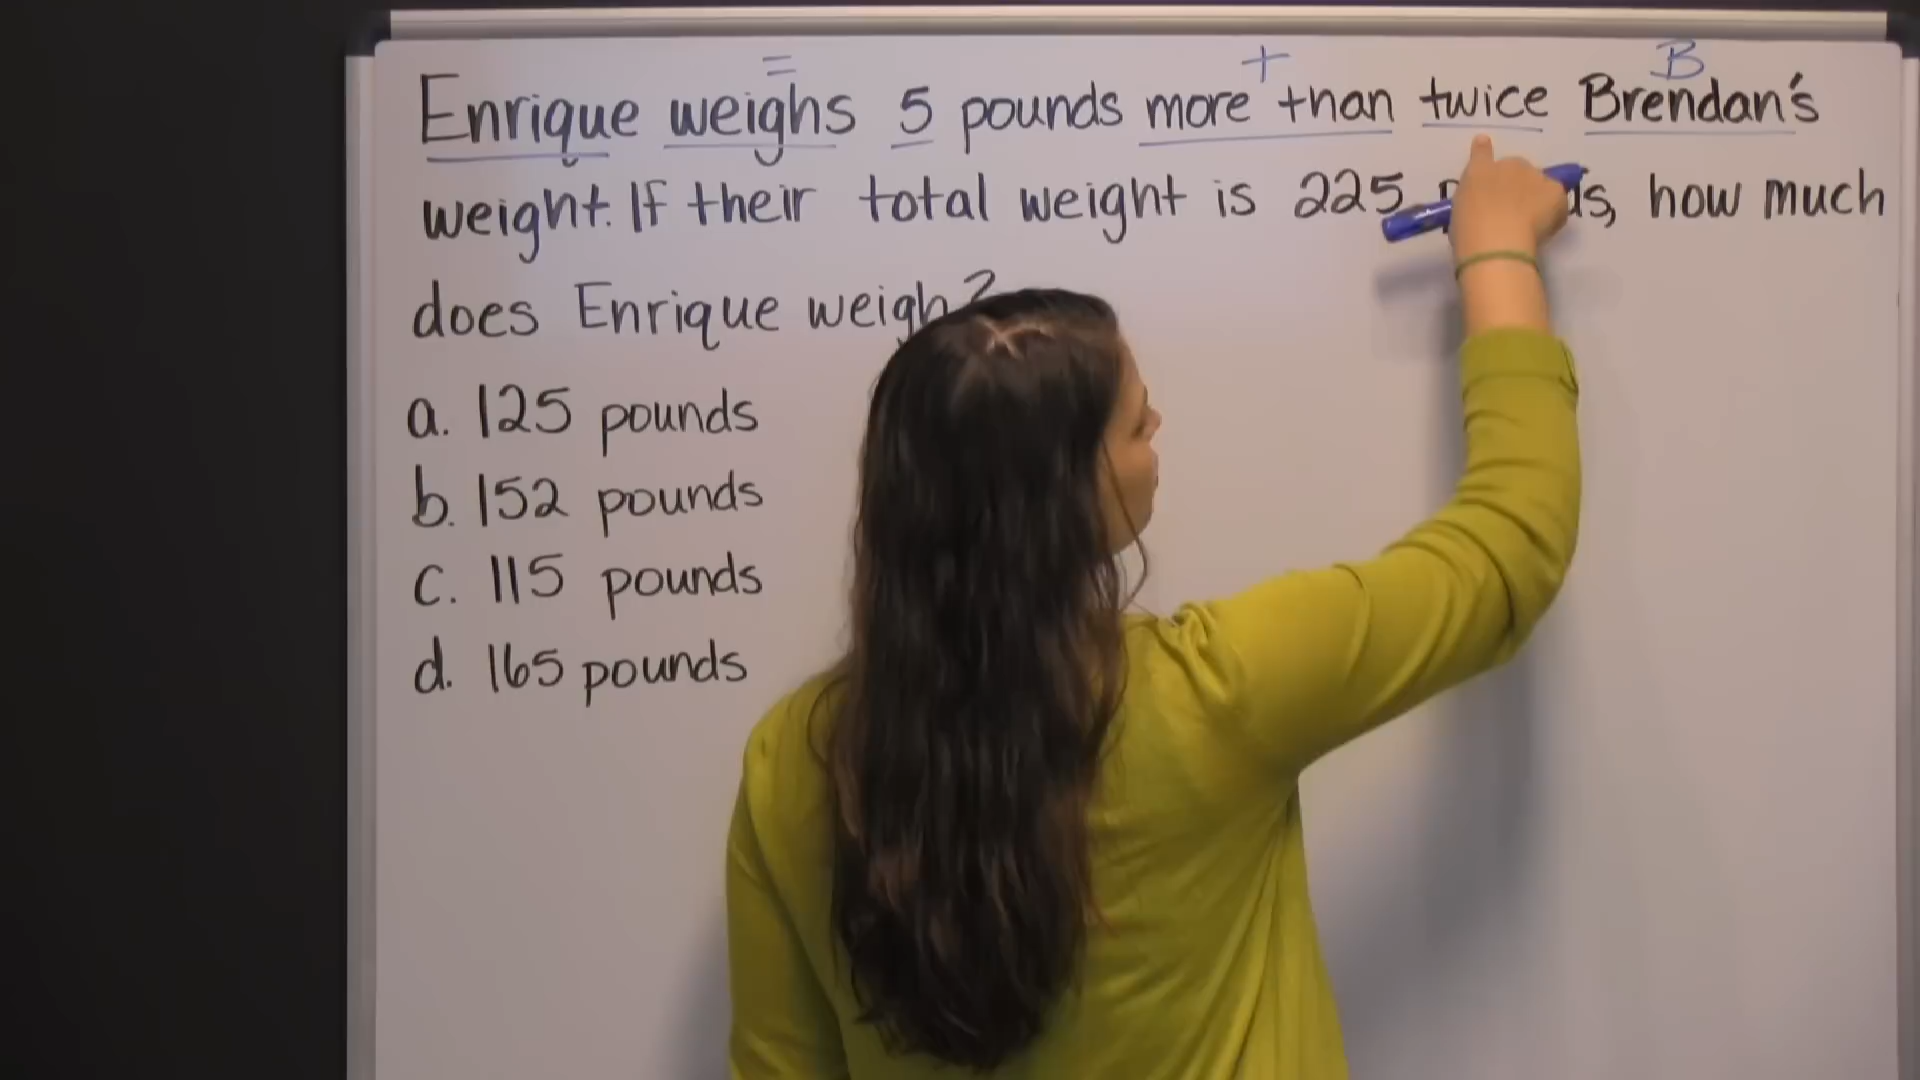 = + B
Enrique weighs 5 pounds more than twice Brendan's
weight. If their total weight is 225 how much
does Enrique weigh?
a. 125 pounds
b. 152 pounds
c. 115 pounds
d. 165 pounds